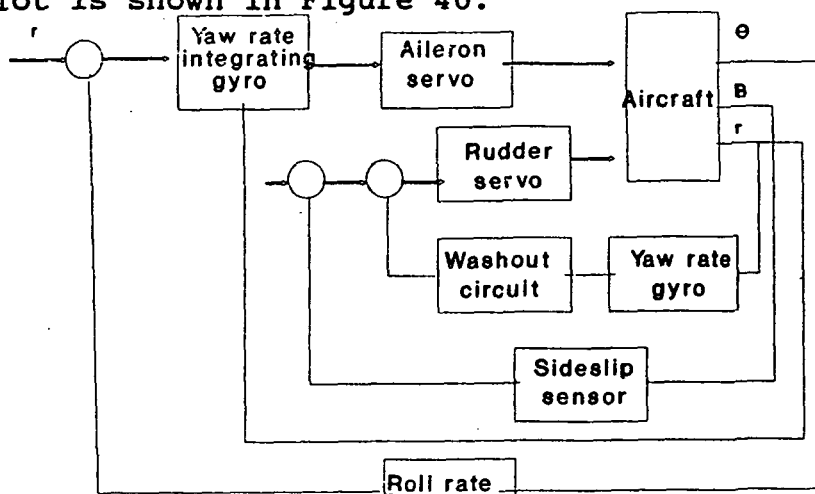 lot is shown in Figure 40.
r
Yaw rate
integrating
gyro
Aileron
servo
Aircraft
θ
B
r
Rudder
servo
Washout
circuit
Yaw rate
gyro
Sideslip
sensor
Roll rate